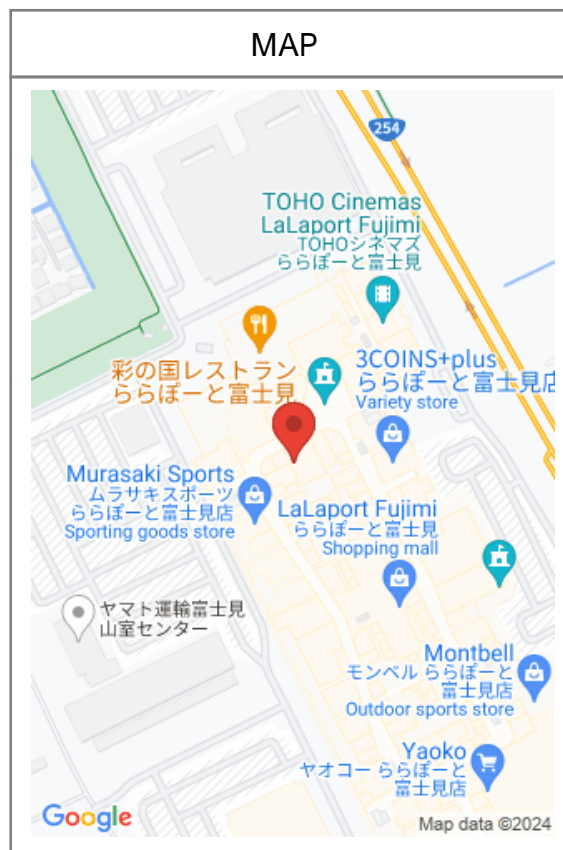 MAP
254
TOHO Cinemas
LaLaport Fujimi
TOHOシネマズ
ららぽーと富士見
彩の国レストラン
ららぽーと富士見
3COINS+plus
ららぽーと富士見店
Variety store
Murasaki Sports
ムラサキスポーツ
ららぽーと富士見店
Sporting goods store
LaLaport Fujimi
ららぽーと富士見
Shopping mall
ヤマト運輸富士見
山室センター
Montbell
モンベル ららぽーと
富士見店
Outdoor sports store
Yaoko
ヤオコー ららぽーと
富士見店
Google
Map data ©2024